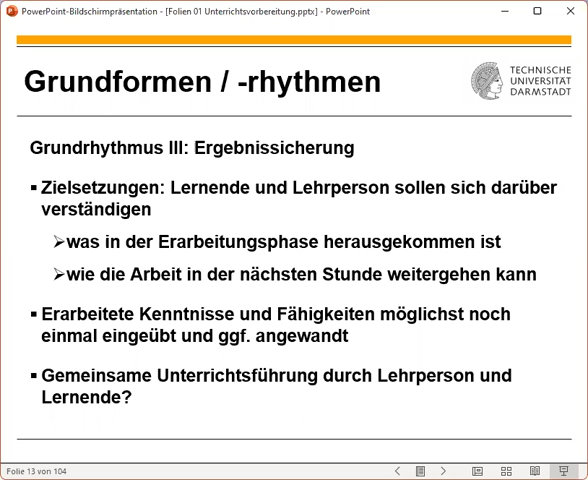 PowerPoint-Bildschirmpräsentation - [Folien 01 Unterrichtsvorbereitung.pptx] - PowerPoint
Grundformen / -rhythmen
TECHNISCHE
UNIVERSITÄT
DARMSTADT
Grundrhythmus III: Ergebnissicherung
▪ Zielsetzungen: Lernende und Lehrperson sollen sich darüber
verständigen
➢was in der Erarbeitungsphase herausgekommen ist
➢wie die Arbeit in der nächsten Stunde weitergehen kann
▪ Erarbeitete Kenntnisse und Fähigkeiten möglichst noch
einmal eingeübt und ggf. angewandt
▪ Gemeinsame Unterrichtsführung durch Lehrperson und
Lernende?
Folie 13 von 104